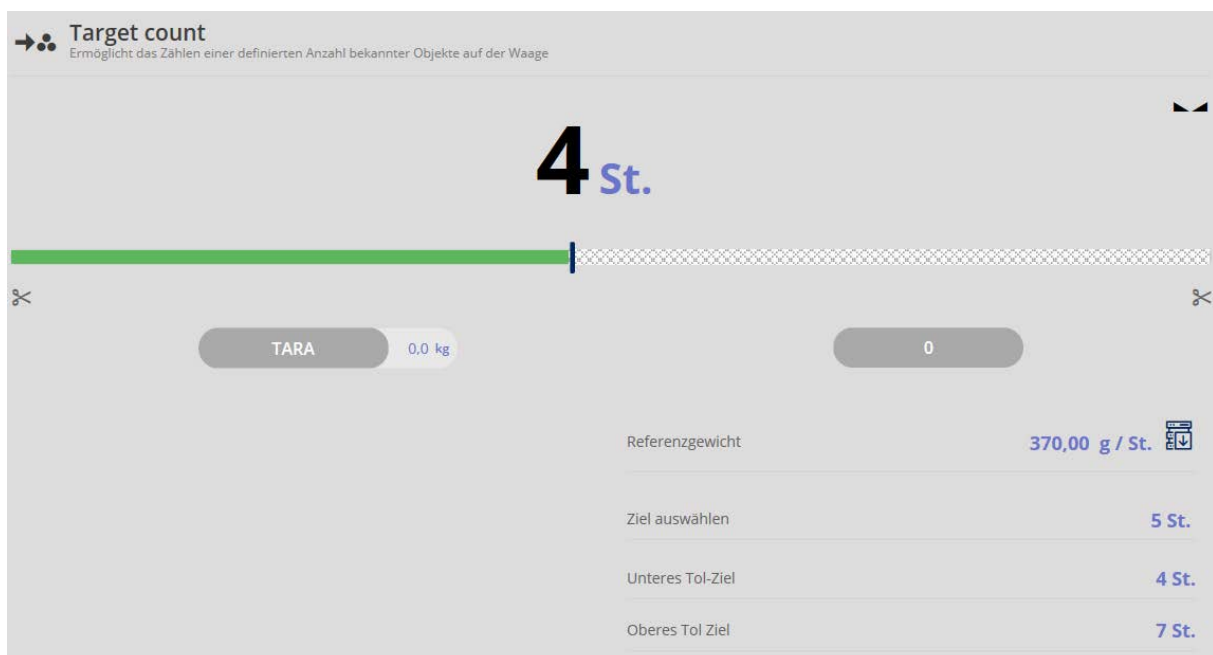 Target count
Ermöglicht das Zählen einer definierten Anzahl bekannter Objekte auf der Waage
4 St.
TARA 0,0 kg
0
Referenzgewicht 370,00 g / St.
Ziel auswählen 5 St.
Unteres Tol-Ziel 4 St.
Oberes Tol Ziel 7 St.